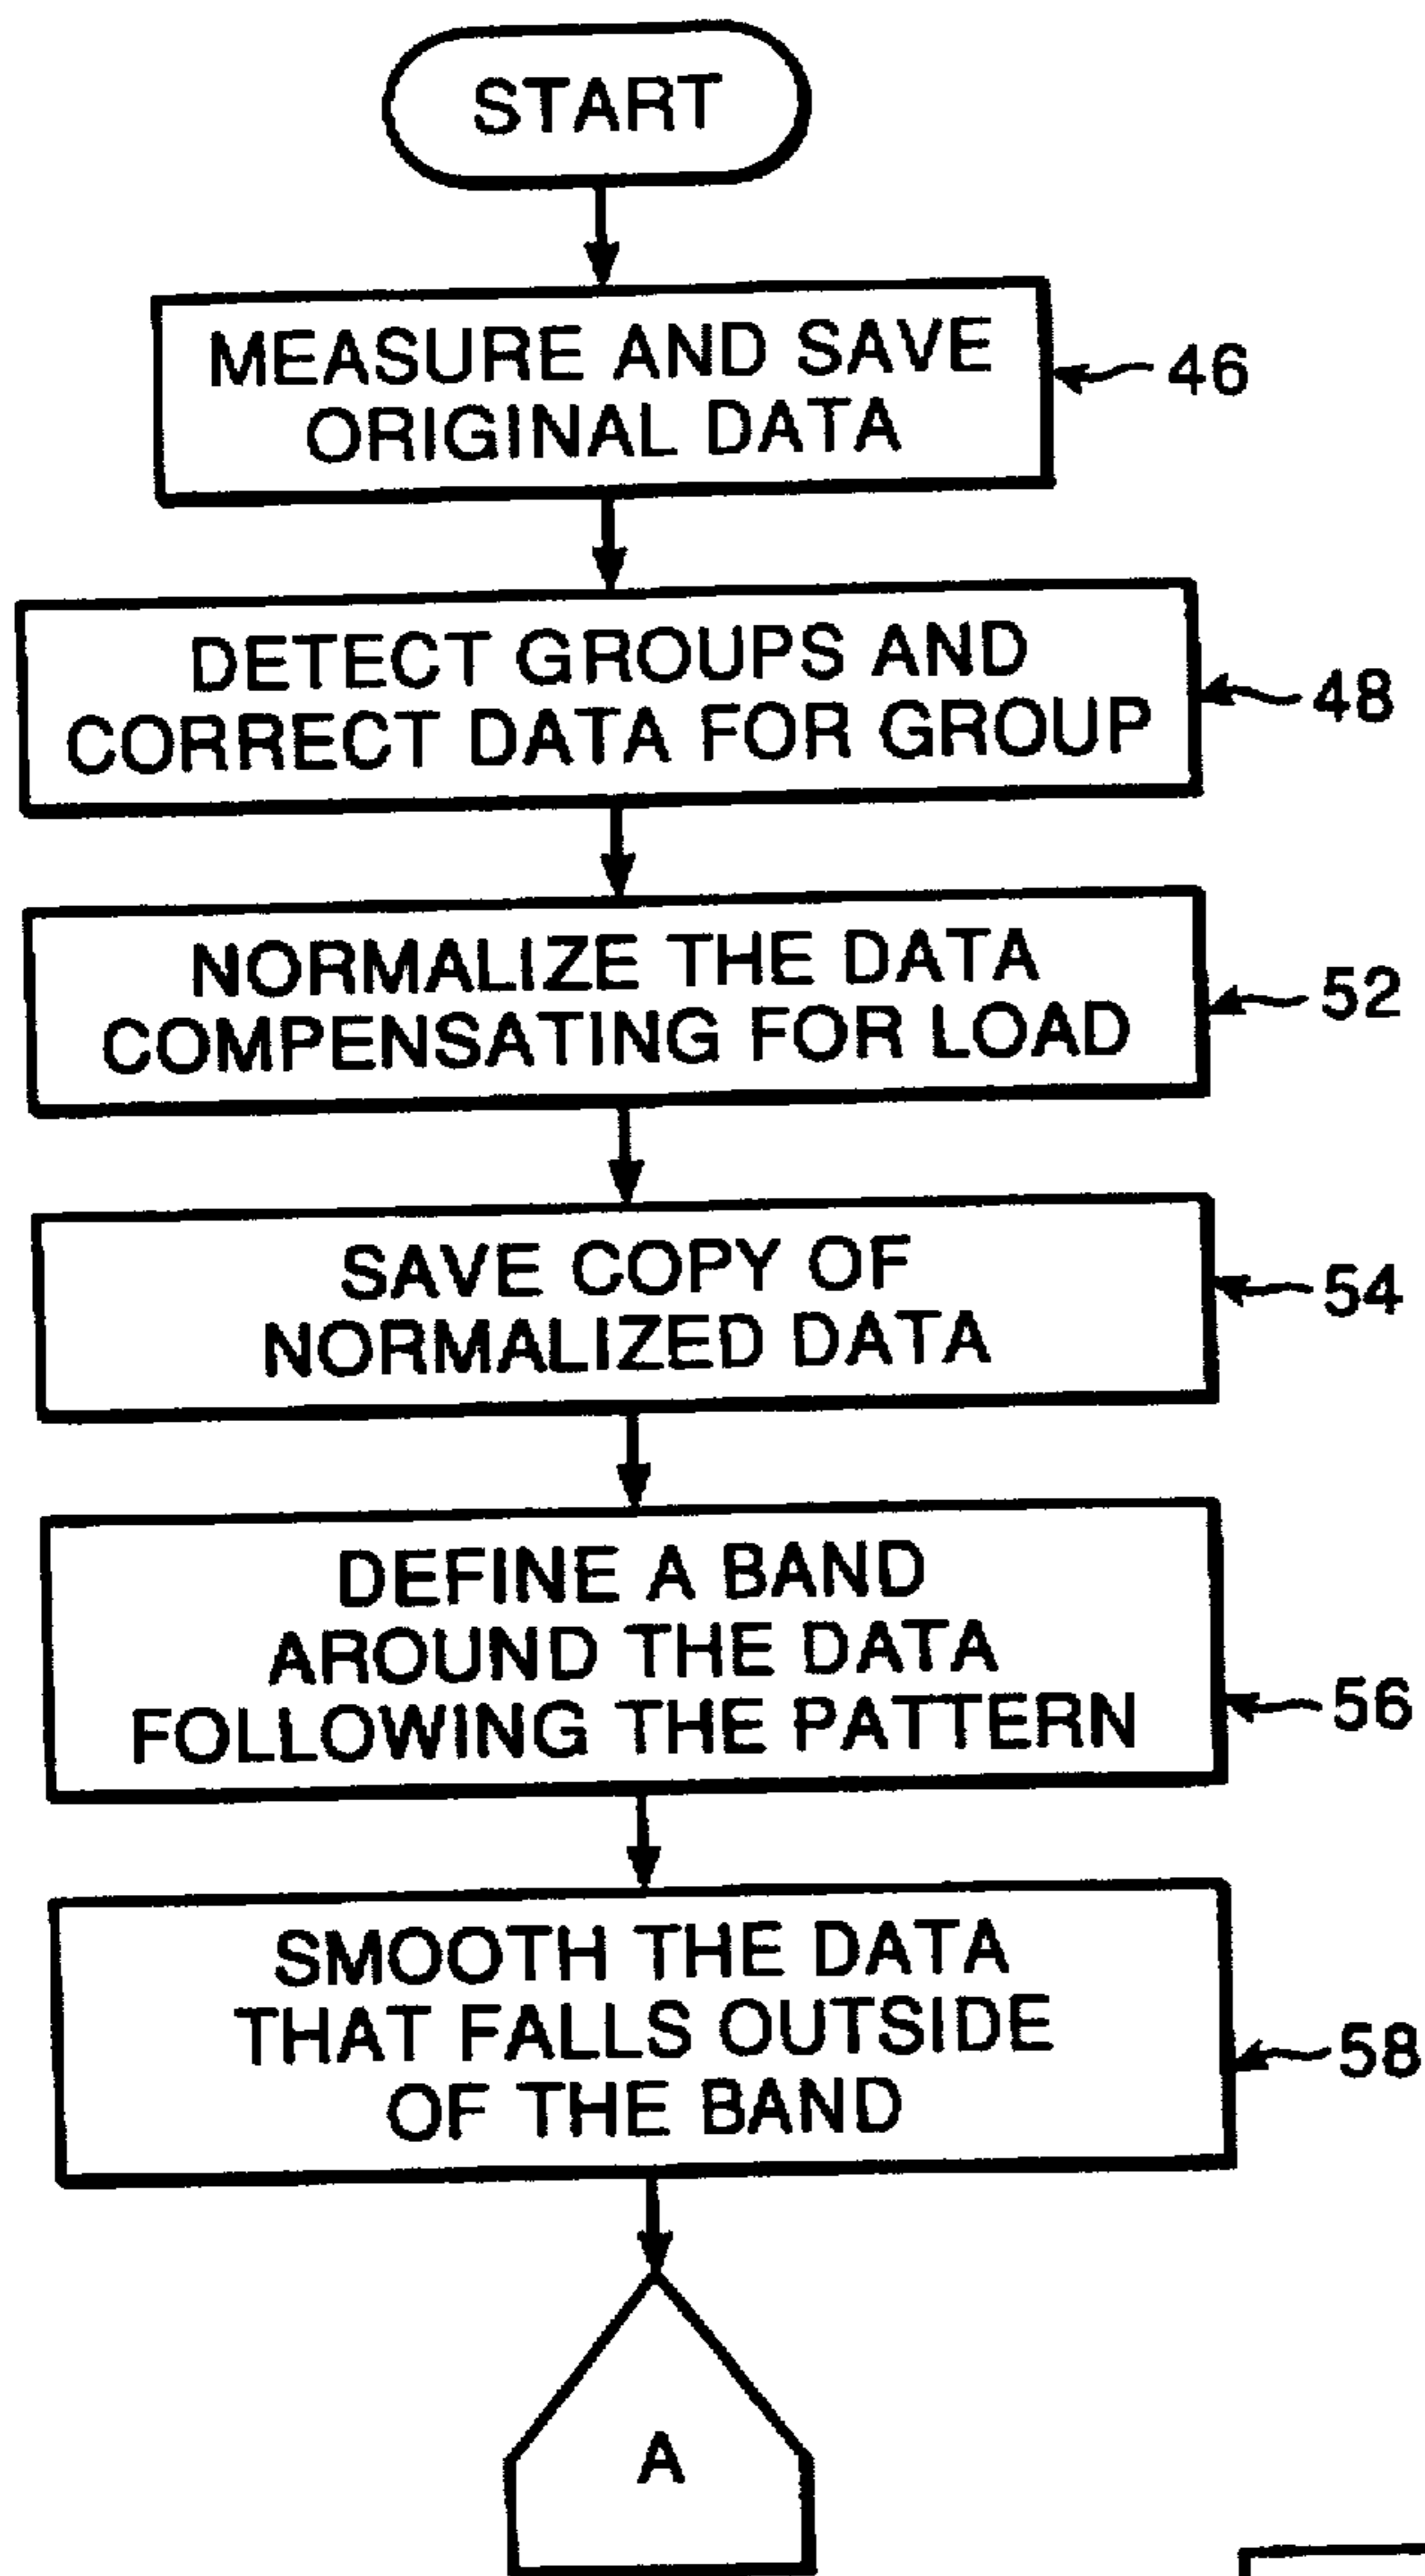 START
MEASURE AND SAVE
ORIGINAL DATA
46
DETECT GROUPS AND
CORRECT DATA FOR GROUP
48
NORMALIZE THE DATA
COMPENSATING FOR LOAD
52
SAVE COPY OF
NORMALIZED DATA
54
DEFINE A BAND
AROUND THE DATA
FOLLOWING THE PATTERN
56
SMOOTH THE DATA
THAT FALLS OUTSIDE
OF THE BAND
58
A